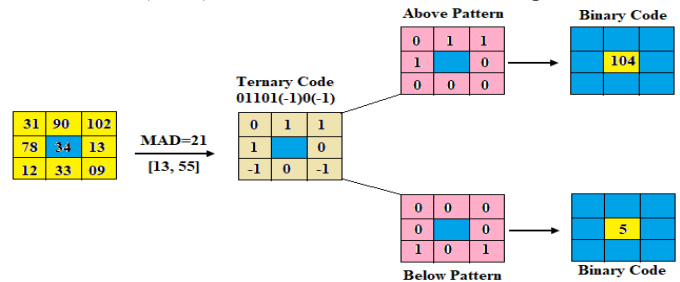 Above Pattern
0 1 1
1 0
0 0 0
Binary Code
104
Ternary Code
01101(-1)0(-1)
0 1 1
1 0
-1 0 -1
31 90 102
78 34 13
12 33 09
MAD=21
[13, 55]
0 0 0
0 0
1 0 1
Below Pattern
5
Binary Code